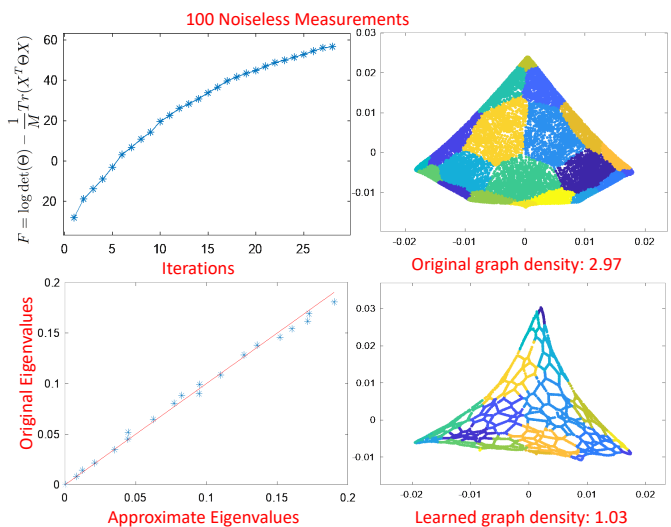 100 Noiseless Measurements
F = log det(Θ) − 1/M Tr(X^T ΘX)
60
40
20
0
20
0 5 10 15 20 25
Iterations
0.03
0.02
0.01
0
-0.01
-0.02 -0.01 0 0.01 0.02
Original graph density: 2.97
Original Eigenvalues
0.2
0.15
0.1
0.05
0
0 0.05 0.1 0.15 0.2
Approximate Eigenvalues
0.03
0.02
0.01
0
-0.01
-0.02 -0.01 0 0.01 0.02
Learned graph density: 1.03